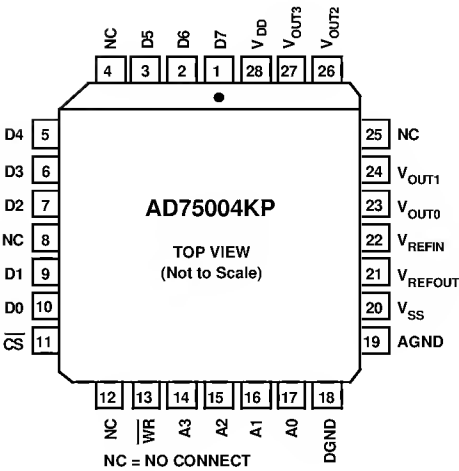 NC D5 D6 D7 VDD VOUT3 VOUT2
4 3 2 1 28 27 26
D4 5
D3 6
D2 7
NC 8
D1 9
D0 10
CS 11
25 NC
24 VOUT1
23 VOUT0
22 VREFIN
21 VREFOUT
20 VSS
19 AGND
AD75004KP
TOP VIEW
(Not to Scale)
12 13 14 15 16 17 18
NC WR A3 A2 A1 A0 DGND
NC = NO CONNECT